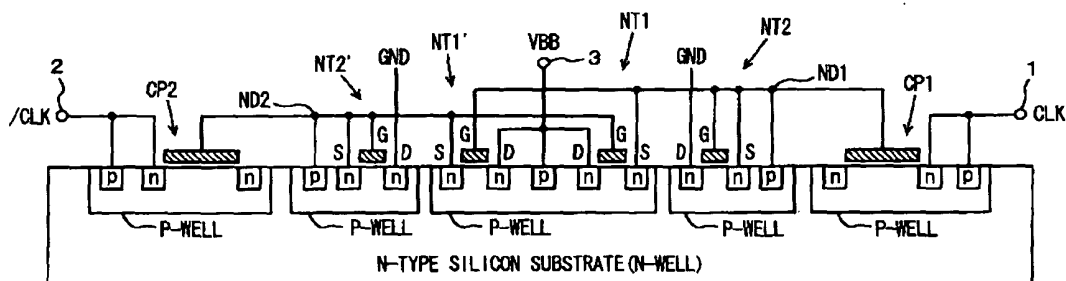 NT1
VBB
NT1'
GND
3
GND
NT2
NT2'
2
CP2
ND2
ND1
CP1
1
/CLK
CLK
S G D S G D D G S D G S
p n n p n n n n p n n n n p n n p
P-WELL P-WELL P-WELL P-WELL P-WELL
N-TYPE SILICON SUBSTRATE(N-WELL)